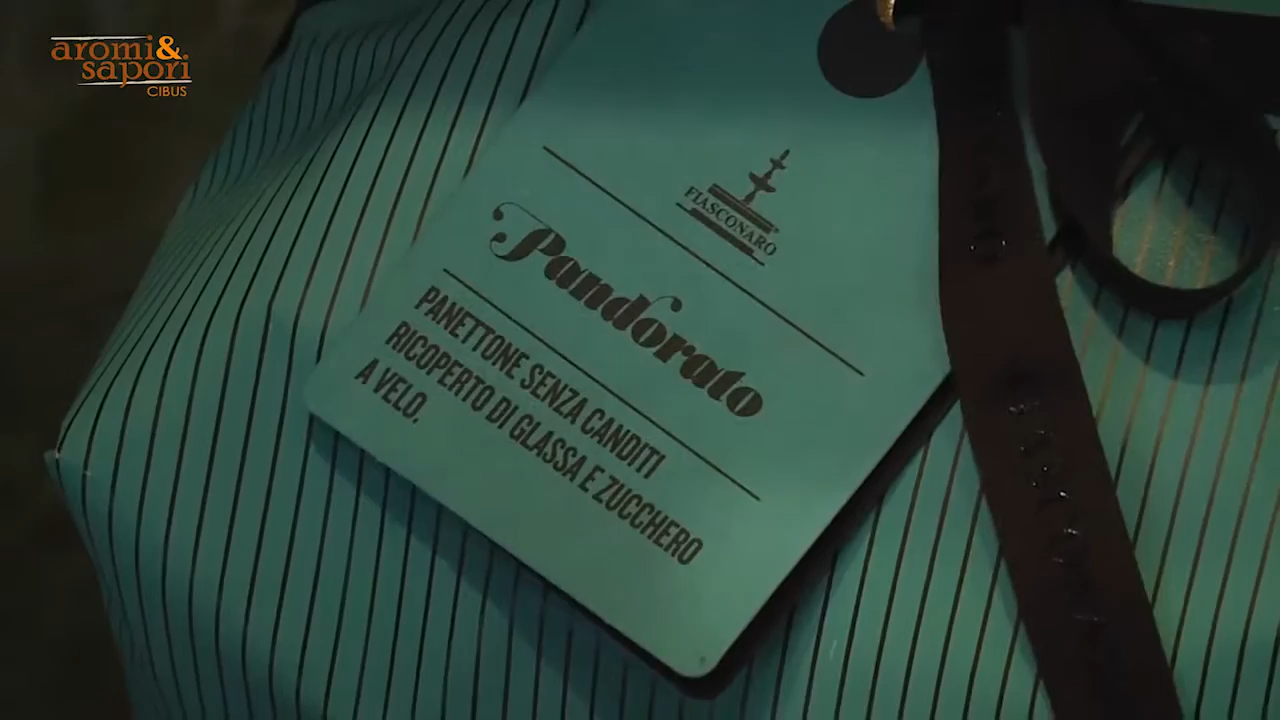 aromi&
sapori
CIBUS
FIASCONARO
Pandorato
PANETTONE SENZA CANDITI
RICOPERTO DI GLASSA E ZUCCHERO
A VELO.